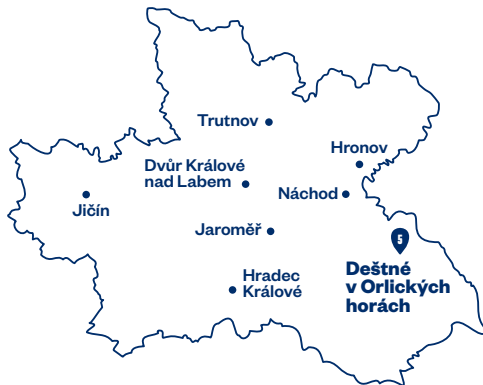 Trutnov
Hronov
Dvůr Králové
nad Labem
Náchod
Jičín
Jaroměř
5
Deštné
v Orlických
horách
Hradec
Králové